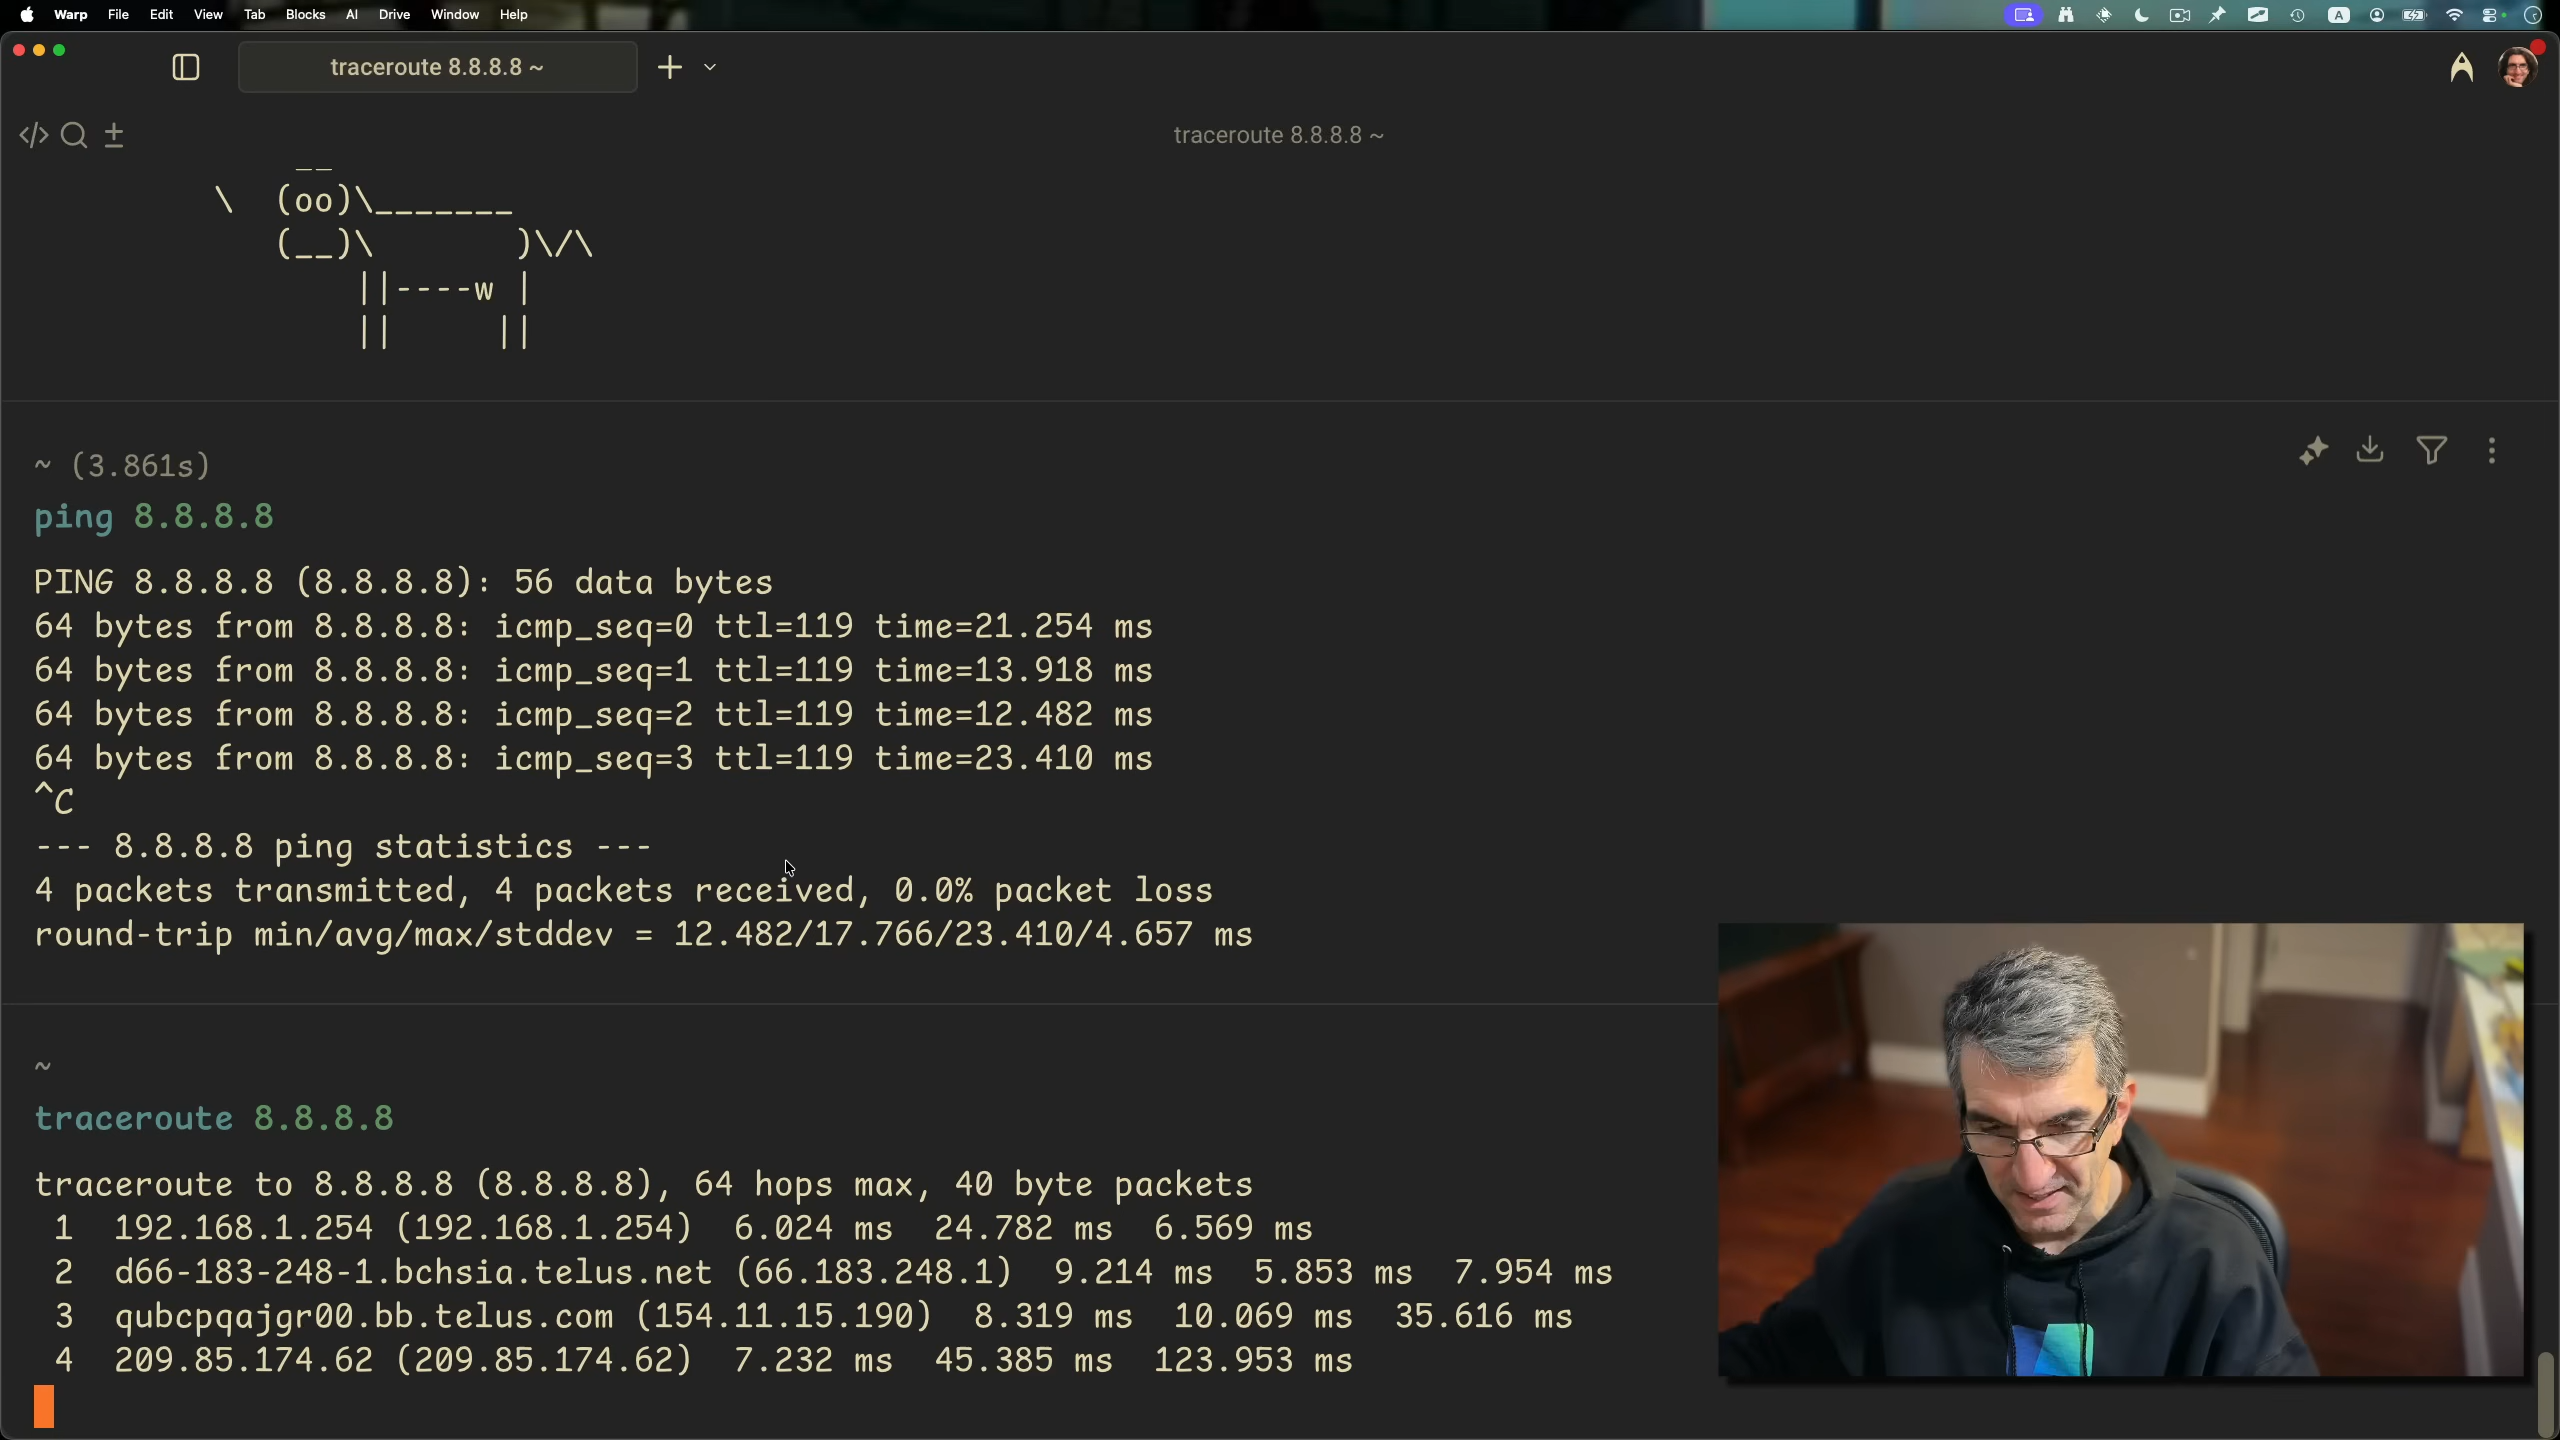 Warp File Edit View Tab Blocks AI Drive Window Help
A
traceroute 8.8.8.8 ~
traceroute 8.8.8.8 ~
        __
\  (oo)\_______
   (__)\       )\/\
       ||----w |
       ||     ||
~ (3.861s)
ping 8.8.8.8
PING 8.8.8.8 (8.8.8.8): 56 data bytes
64 bytes from 8.8.8.8: icmp_seq=0 ttl=119 time=21.254 ms
64 bytes from 8.8.8.8: icmp_seq=1 ttl=119 time=13.918 ms
64 bytes from 8.8.8.8: icmp_seq=2 ttl=119 time=12.482 ms
64 bytes from 8.8.8.8: icmp_seq=3 ttl=119 time=23.410 ms
^C
--- 8.8.8.8 ping statistics ---
4 packets transmitted, 4 packets received, 0.0% packet loss
round-trip min/avg/max/stddev = 12.482/17.766/23.410/4.657 ms
~
traceroute 8.8.8.8
traceroute to 8.8.8.8 (8.8.8.8), 64 hops max, 40 byte packets
 1  192.168.1.254 (192.168.1.254)  6.024 ms  24.782 ms  6.569 ms
 2  d66-183-248-1.bchsia.telus.net (66.183.248.1)  9.214 ms  5.853 ms  7.954 ms
 3  qubcpqajgr00.bb.telus.com (154.11.15.190)  8.319 ms  10.069 ms  35.616 ms
 4  209.85.174.62 (209.85.174.62)  7.232 ms  45.385 ms  123.953 ms